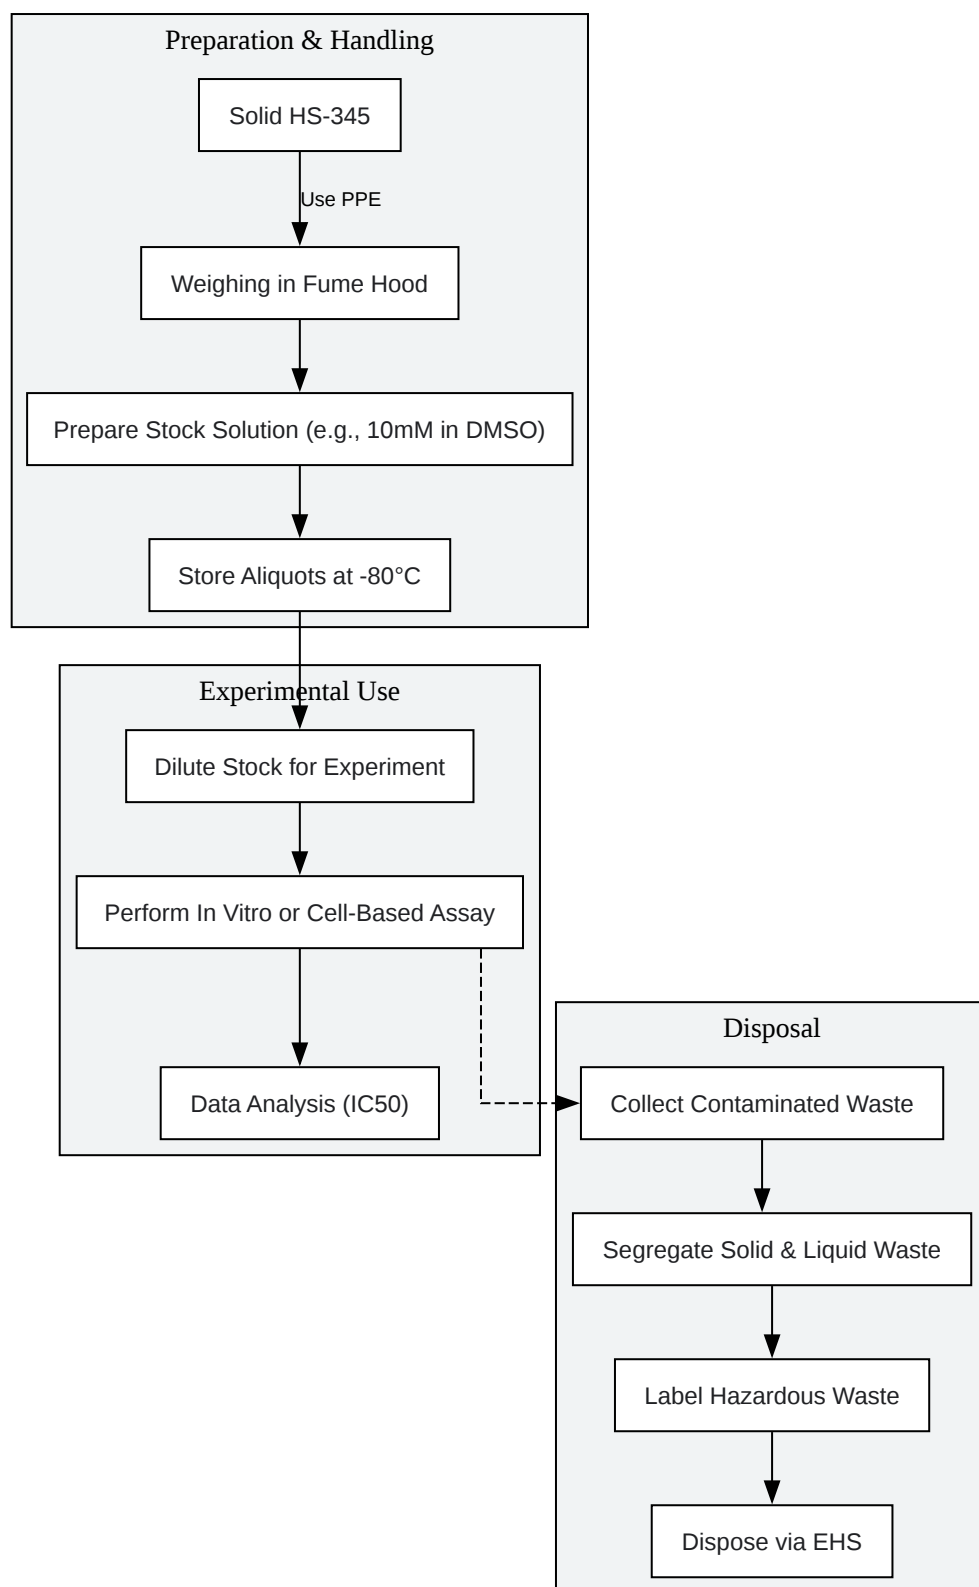 Preparation & Handling
Solid HS-345
Use PPE
Weighing in Fume Hood
Prepare Stock Solution (e.g., 10mM in DMSO)
Store Aliquots at -80°C
Experimental Use
Dilute Stock for Experiment
Perform In Vitro or Cell-Based Assay
Data Analysis (IC50)
Disposal
Collect Contaminated Waste
Segregate Solid & Liquid Waste
Label Hazardous Waste
Dispose via EHS